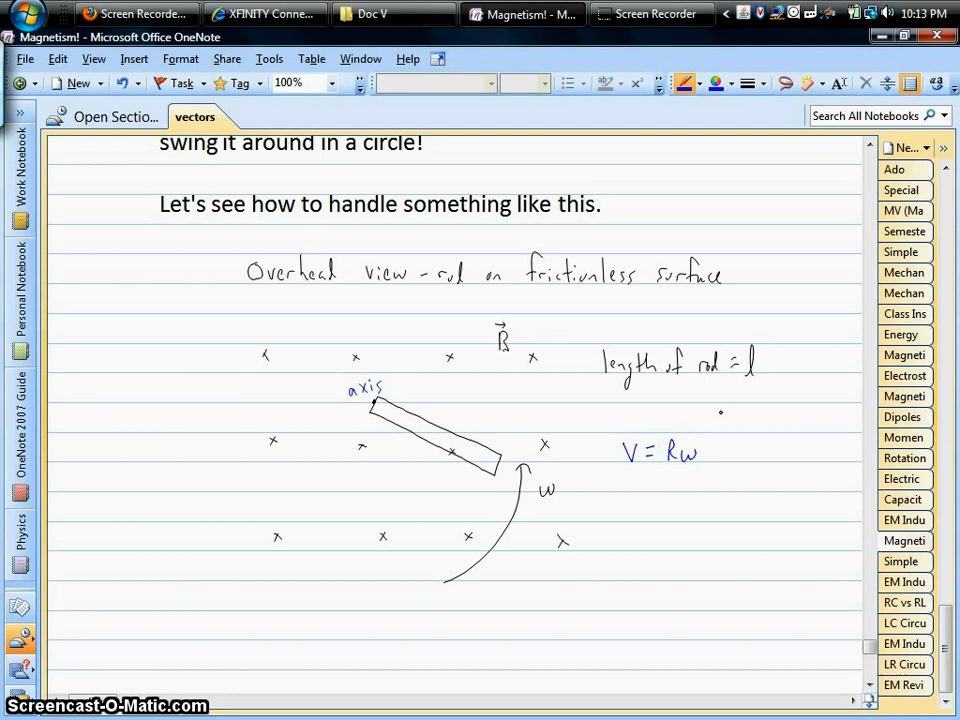 Screen Recorde...
XFINITY Conne...
Doc V
Magnetism! - M...
Screen Recorder
10:13 PM
Magnetism! - Microsoft Office OneNote
File Edit View Insert Format Share Tools Table Window Help
New Task Tag 100%
Open Sectio... vectors Search All Notebooks
swing it around in a circle!
Let's see how to handle something like this.
Overhead view - rod on frictionless surface
B
length of rod = l
axis
V = Rω
ω
Work Notebook
Personal Notebook
OneNote 2007 Guide
Physics
Ne...
Ado
Special
MV (Ma
Semeste
Simple
Mechan
Mechan
Class Ins
Energy
Magneti
Electrost
Magneti
Dipoles
Momen
Rotation
Electric
Capacit
EM Indu
Magneti
Simple
EM Indu
RC vs RL
LC Circu
EM Indu
LR Circu
EM Revi
Screencast-O-Matic.com